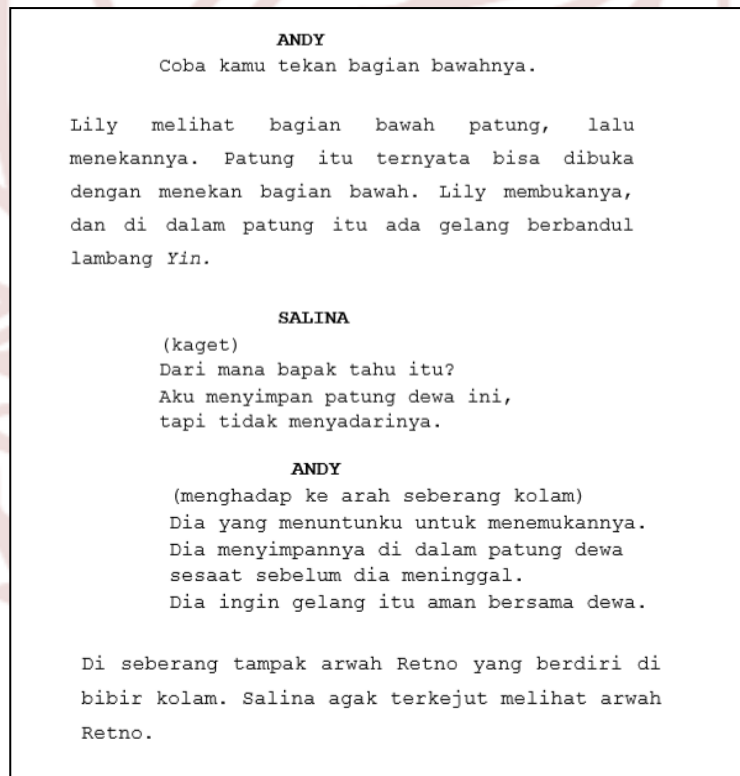 ANDY
Coba kamu tekan bagian bawahnya.
Lily melihat bagian bawah patung, lalu
menekannya. Patung itu ternyata bisa dibuka
dengan menekan bagian bawah. Lily membukanya,
dan di dalam patung itu ada gelang berbandul
lambang Yin.
SALINA
(kaget)
Dari mana bapak tahu itu?
Aku menyimpan patung dewa ini,
tapi tidak menyadarinya.
ANDY
(menghadap ke arah seberang kolam)
Dia yang menuntunku untuk menemukannya.
Dia menyimpannya di dalam patung dewa
sesaat sebelum dia meninggal.
Dia ingin gelang itu aman bersama dewa.
Di seberang tampak arwah Retno yang berdiri di
bibir kolam. Salina agak terkejut melihat arwah
Retno.